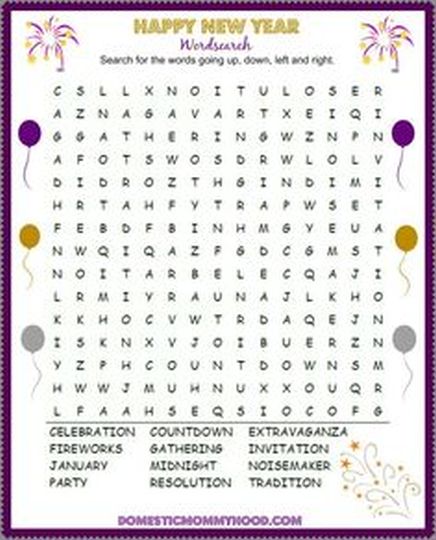 HAPPY NEW YEAR
Wordsearch
Search for the words going up, down, left and right.
C S L L X N O I T U L O S E R
A Z N A G A V A R T X E I Q I
G G A T H E R I N G W Z N P N
A F O T S W O S D R W L O L V
D I D R O Z T H G I N D I M I
H R T A H F Y T R A P W S E T
F E B D F B I N H M G Y E U A
N W Q I Q A Z F G D C G M S T
N O I T A R B E L E C Q A J I
L R M I Y R A U N A J L K H O
K K H O C V W T R D A Q E J N
I S K N X V J O I B U E R Z N
Y Z P H C O U N T D O W N S M
H W W J M U H N U X X O U Q R
L F A A H S E Q S I O C O F G
CELEBRATION COUNTDOWN EXTRAVAGANZA
FIREWORKS GATHERING INVITATION
JANUARY MIDNIGHT NOISEMAKER
PARTY RESOLUTION TRADITION
DOMESTICMOMMYHOOD.COM